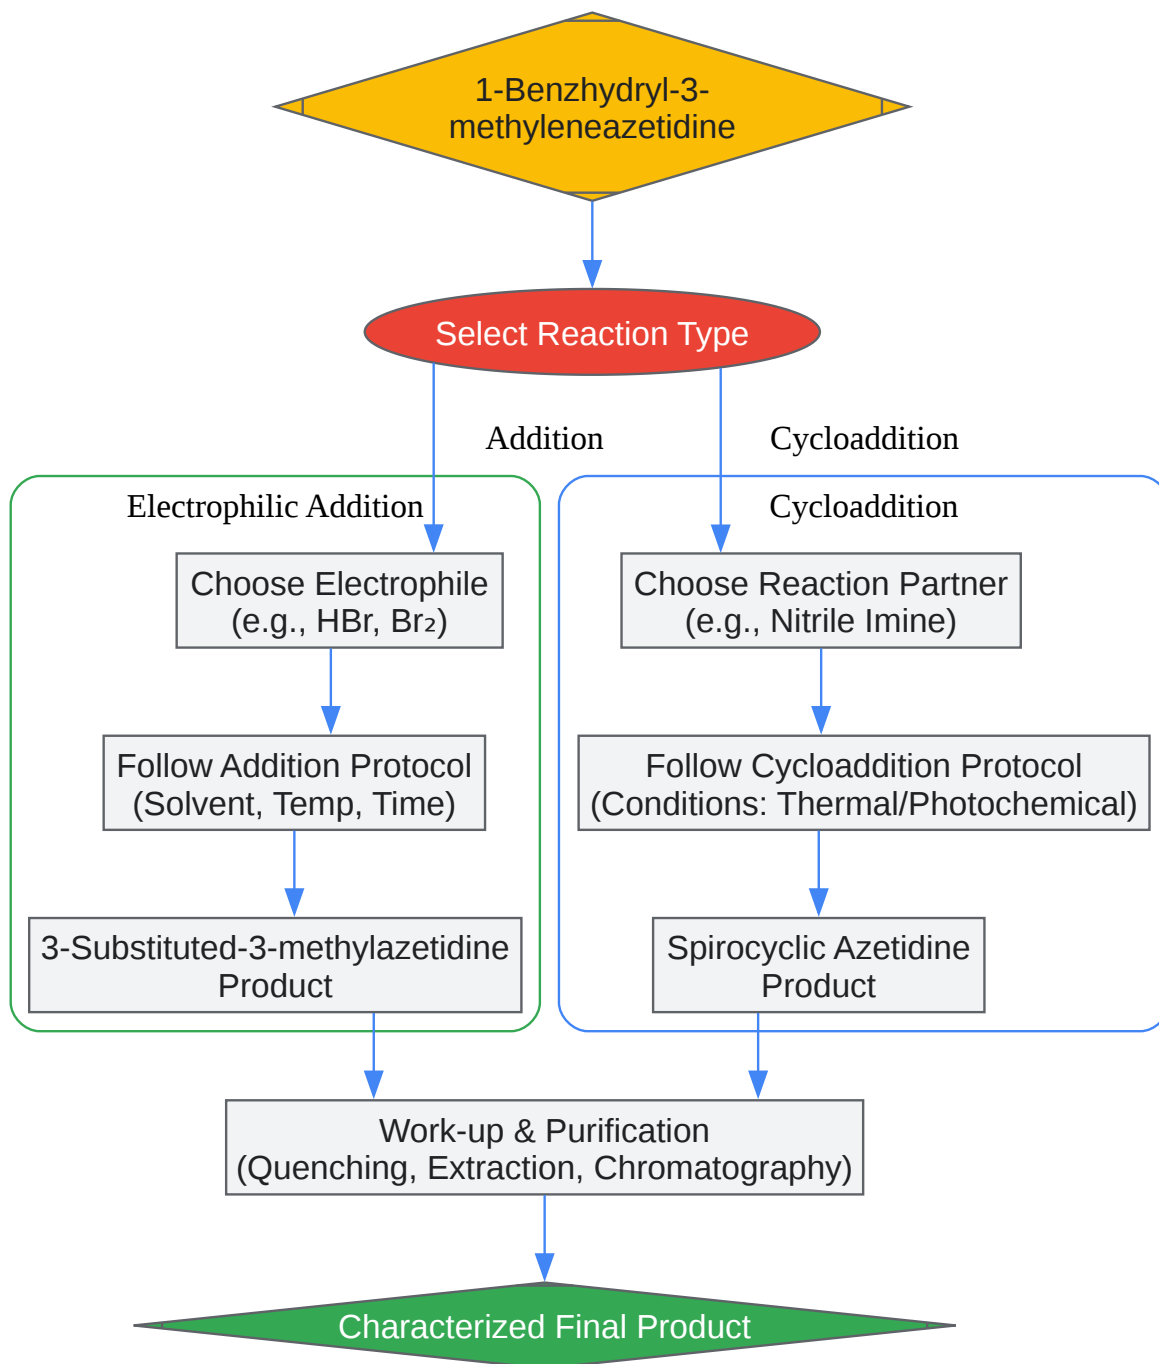 1-Benzhydryl-3-
methyleneazetidine
Select Reaction Type
Addition
Cycloaddition
Electrophilic Addition
Cycloaddition
Choose Electrophile
(e.g., HBr, Br₂)
Choose Reaction Partner
(e.g., Nitrile Imine)
Follow Addition Protocol
(Solvent, Temp, Time)
Follow Cycloaddition Protocol
(Conditions: Thermal/Photochemical)
3-Substituted-3-methylazetidine
Product
Spirocyclic Azetidine
Product
Work-up & Purification
(Quenching, Extraction, Chromatography)
Characterized Final Product